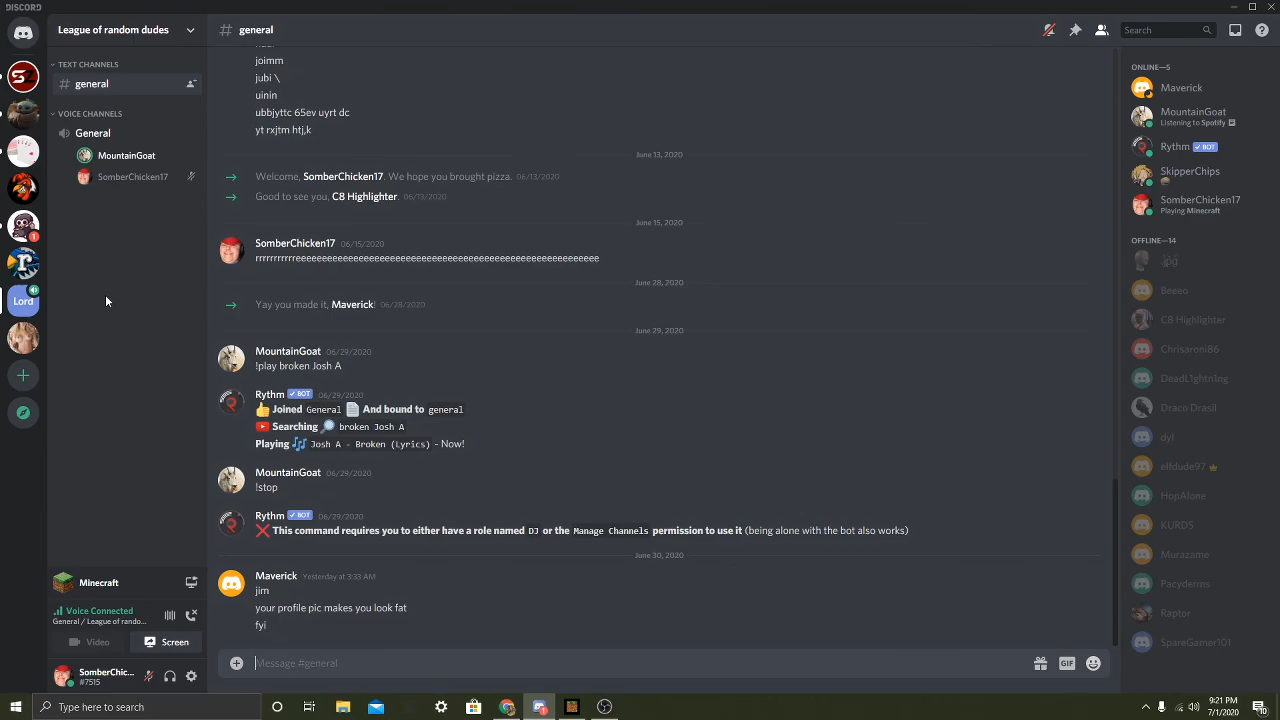 DISCORD
League of random dudes
# general
Search
TEXT CHANNELS
# general
VOICE CHANNELS
General
MountainGoat
SomberChicken17
Lord
1
joimm
jubi \
uinin
ubbjyttc 65ev uyrt dc
yt rxjtm htj,k
June 13, 2020
Welcome, SomberChicken17. We hope you brought pizza. 06/13/2020
Good to see you, C8 Highlighter. 06/13/2020
June 15, 2020
SomberChicken17 06/15/2020
June 28, 2020
Yay you made it, Maverick! 06/28/2020
June 29, 2020
MountainGoat 06/29/2020
!play broken Josh A
Rythm BOT 06/29/2020
Joined General And bound to general
Searching broken Josh A
Playing Josh A - Broken (Lyrics) - Now!
MountainGoat 06/29/2020
!stop
Rythm BOT 06/29/2020
This command requires you to either have a role named DJ or the Manage Channels permission to use it (being alone with the bot also works)
June 30, 2020
Maverick Yesterday at 3:33 AM
jim
your profile pic makes you look fat
fyi
Message #general
GIF
ONLINE—5
Maverick
MountainGoat
Listening to Spotify
Rythm BOT
SkipperChips
SomberChicken17
Playing Minecraft
OFFLINE—14
.jpg
Beeeo
C8 Highlighter
Chrisaroni86
DeadL1ghtn1ng
Draco Drasil
dyl
elfdude97
HopAlone
KURDS
Murazame
Pacyderms
Raptor
SpareGamer101
Minecraft
Voice Connected
General / League of rando...
Video
Screen
SomberChic...
#7515
Type here to search
9:21 PM
7/1/2020